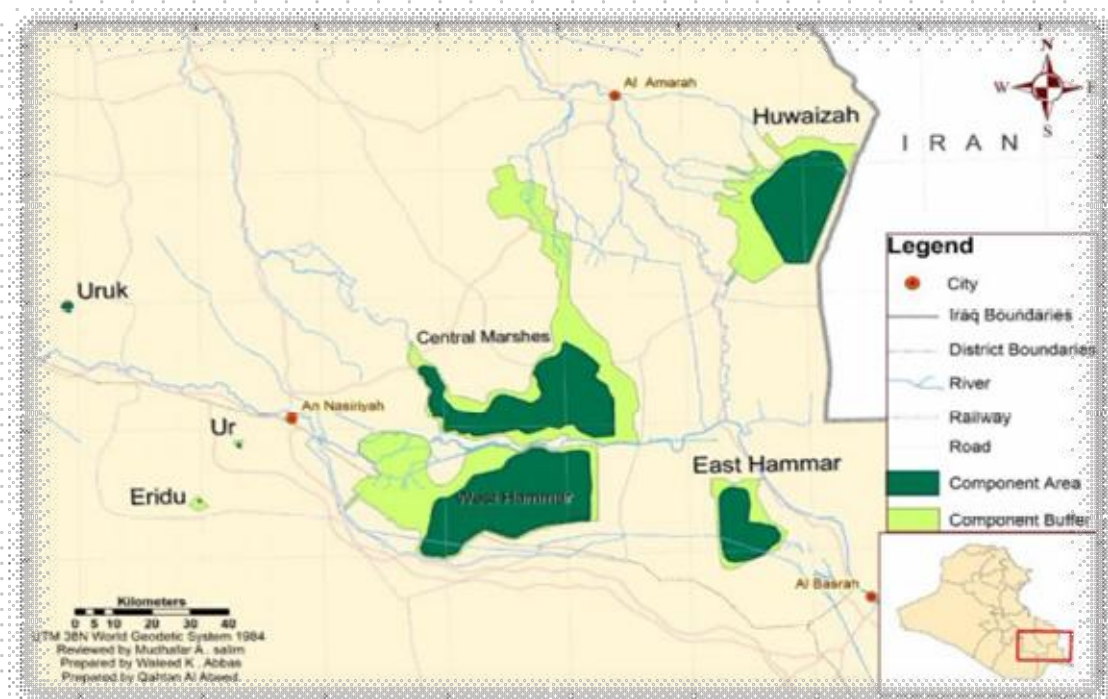 N
W
S
Al Amarah
Huwaizah
I R A N
Uruk
Central Marshes
An Nasiriyah
Ur
Eridu
West Hammar
East Hammar
Al Basrah
Legend
City
Iraq Boundaries
District Boundaries
River
Railway
Road
Component Area
Component Buffer
Kilometers
0 5 10 20 30 40
UTM 38N World Geodetic System 1984
Reviewed by Mudhafar A. salim
Prepared by Waleed K. Abbas
Prepared by Qahtan Al Abeed